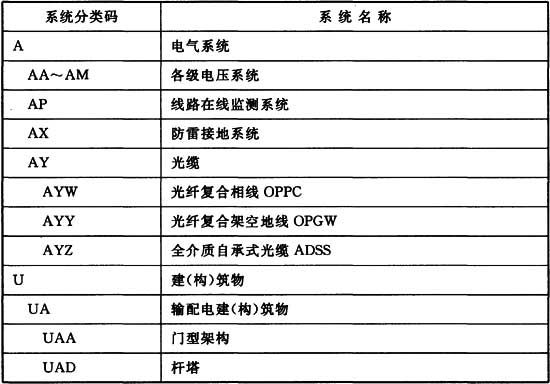 系统分类码 系统名称
A 电气系统
AA～AM 各级电压系统
AP 线路在线监测系统
AX 防雷接地系统
AY 光缆
AYW 光纤复合相线 OPPC
AYY 光纤复合架空地线 OPGW
AYZ 全介质自承式光缆 ADSS
U 建(构)筑物
UA 输配电建(构)筑物
UAA 门型架构
UAD 杆塔